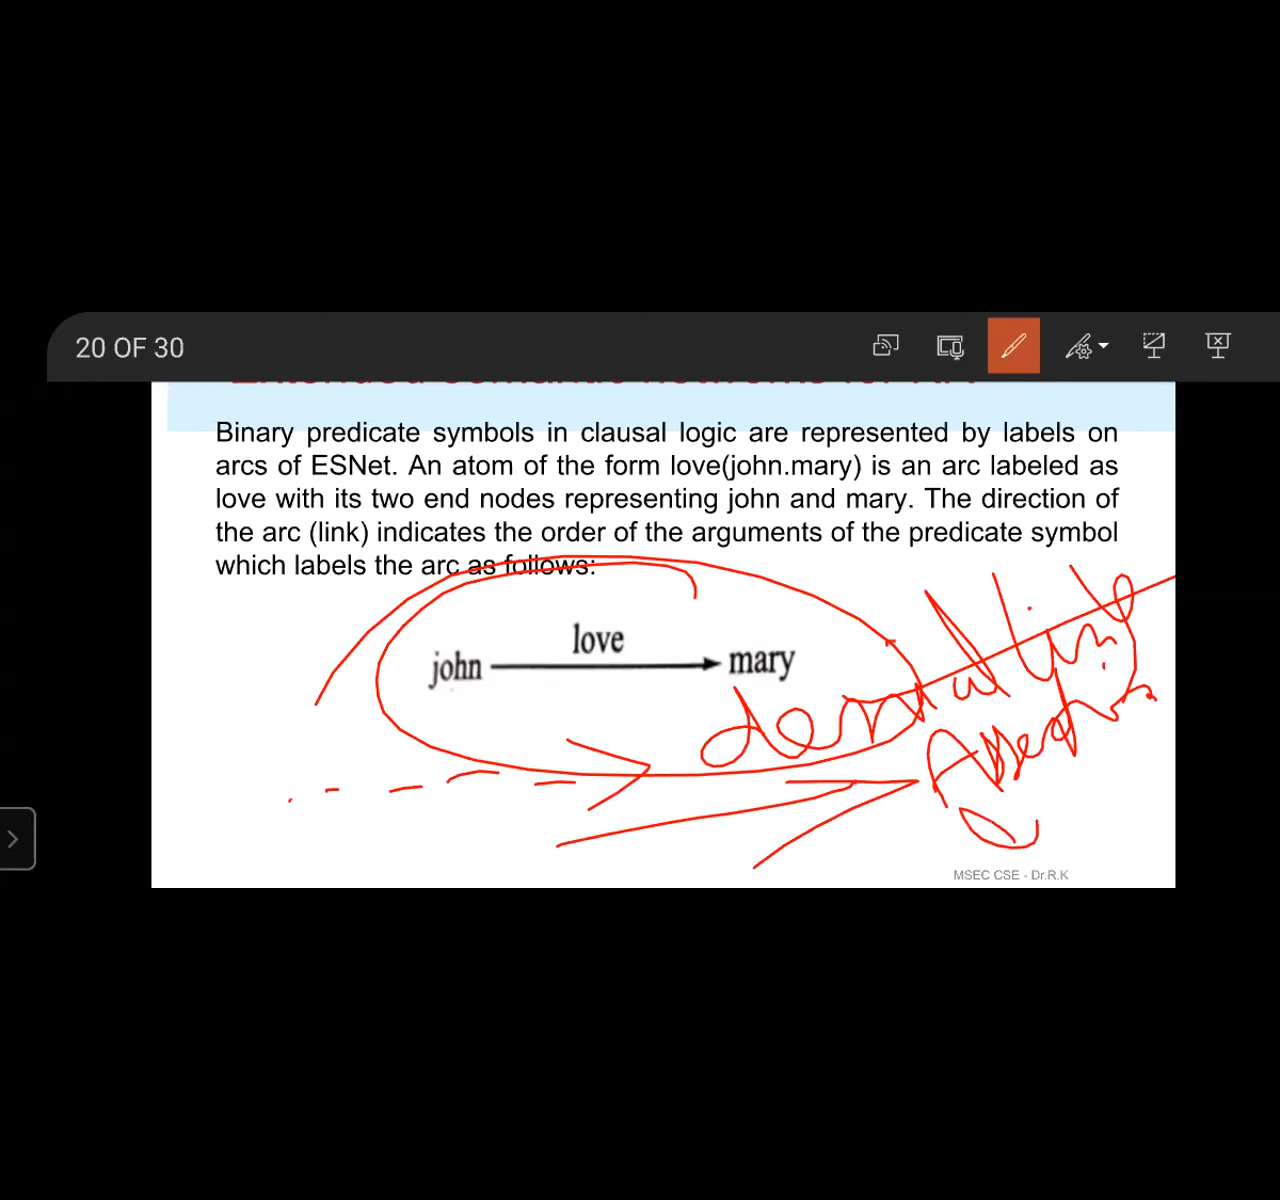 20 OF 30
Binary predicate symbols in clausal logic are represented by labels on
arcs of ESNet. An atom of the form love(john.mary) is an arc labeled as
love with its two end nodes representing john and mary. The direction of
the arc (link) indicates the order of the arguments of the predicate symbol
which labels the arc as follows:
love
john
mary
MSEC CSE - Dr.R.K